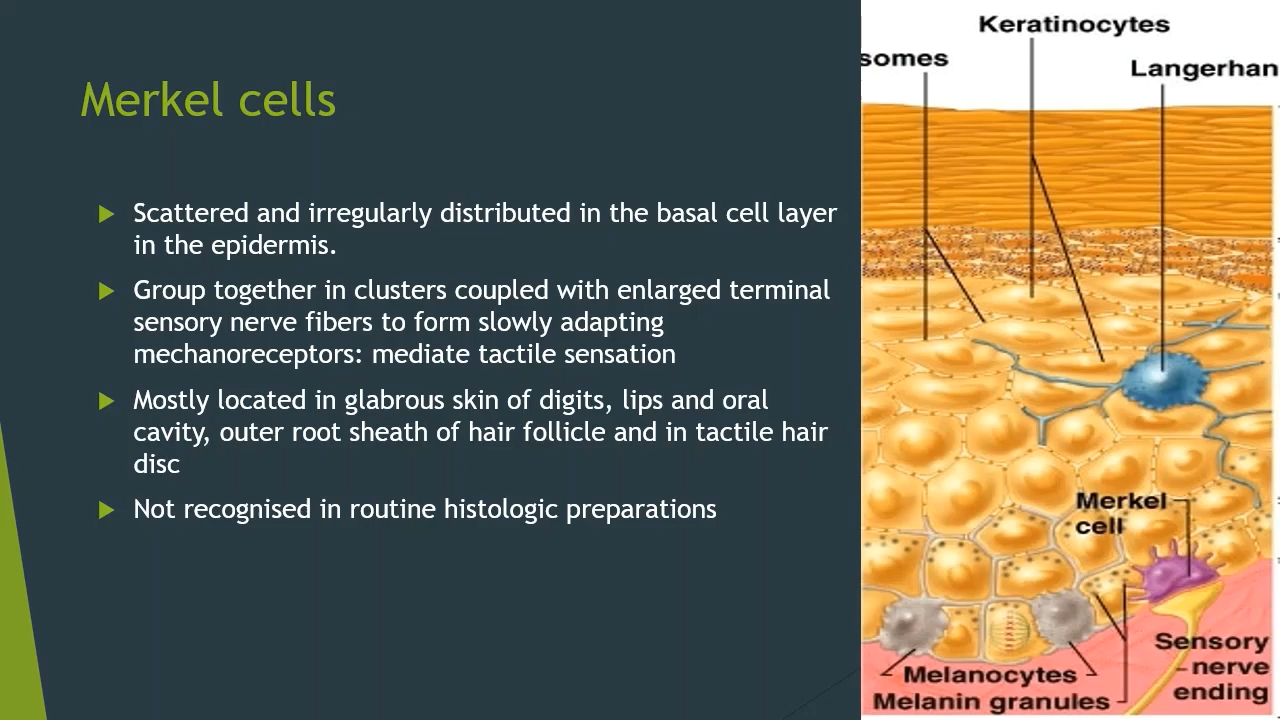 Merkel cells
Scattered and irregularly distributed in the basal cell layer
in the epidermis.
Group together in clusters coupled with enlarged terminal
sensory nerve fibers to form slowly adapting
mechanoreceptors: mediate tactile sensation
Mostly located in glabrous skin of digits, lips and oral
cavity, outer root sheath of hair follicle and in tactile hair
disc
Not recognised in routine histologic preparations
Keratinocytes
somes
Langerhan
Merkel
cell
Sensory
nerve
ending
Melanocytes
Melanin granules